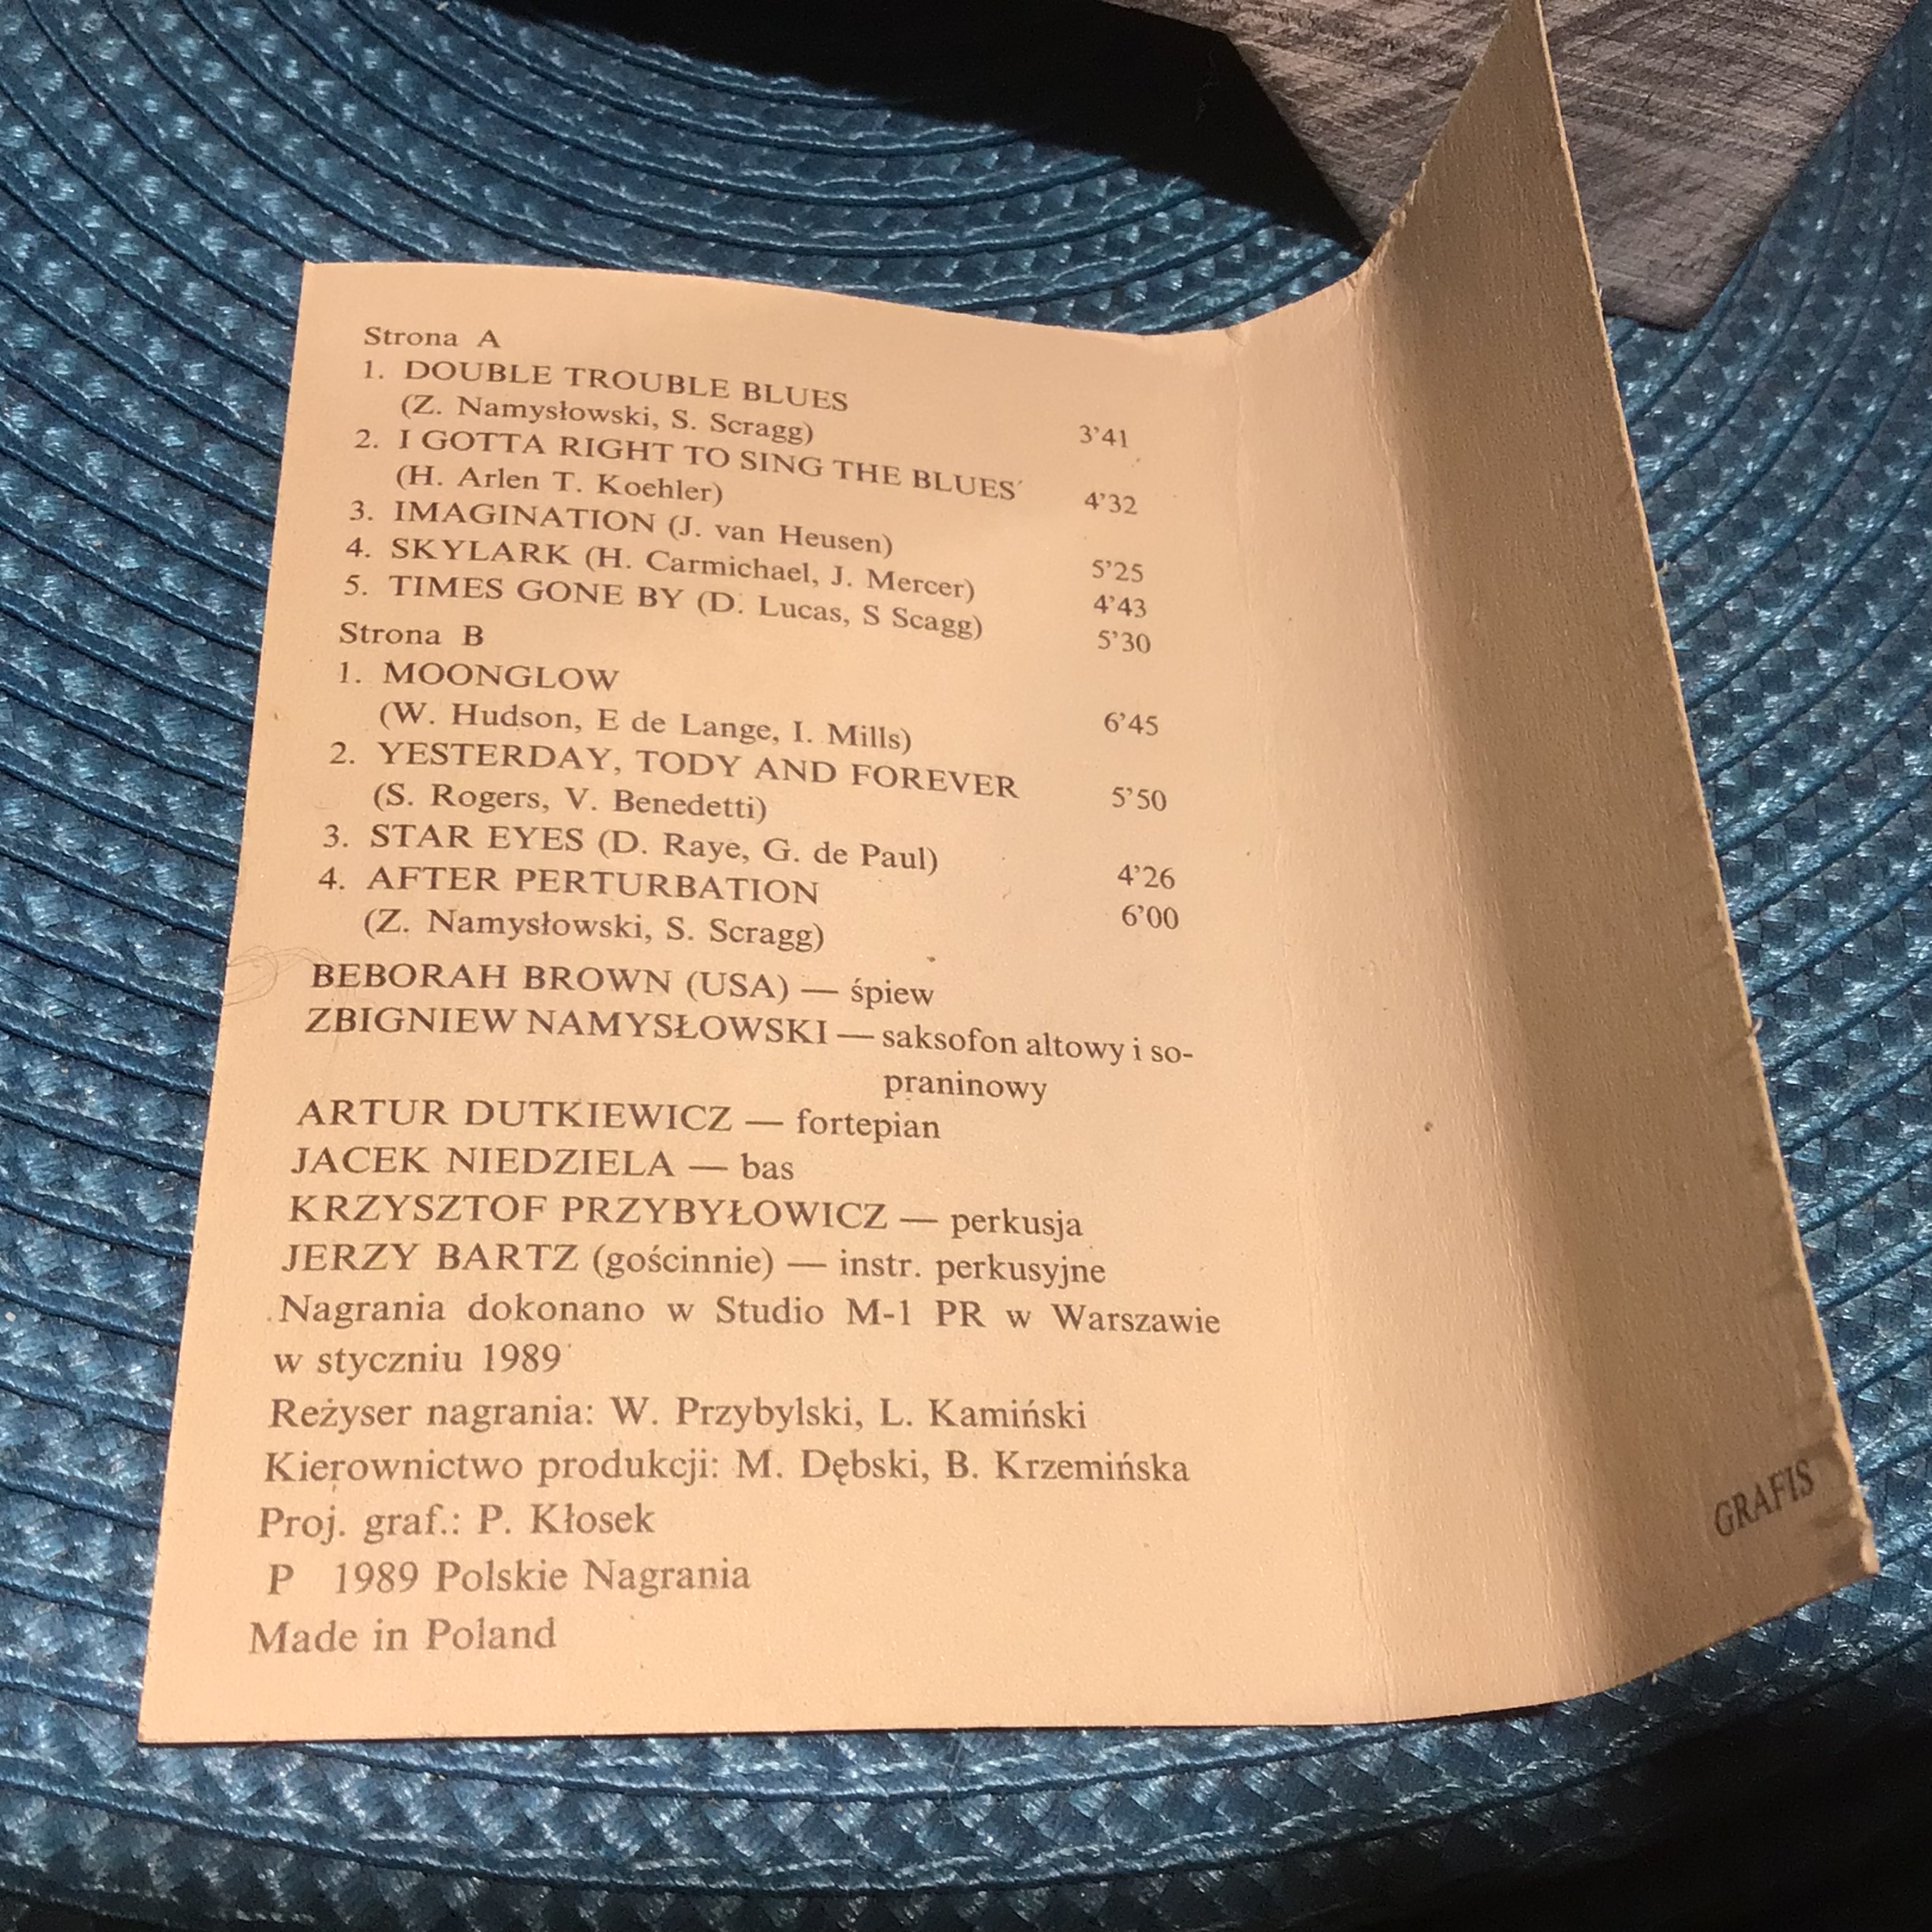 Strona A
1. DOUBLE TROUBLE BLUES
(Z. Namysłowski, S. Scragg) 3'41
2. I GOTTA RIGHT TO SING THE BLUES
(H. Arlen T. Koehler) 4'32
3. IMAGINATION (J. van Heusen) 5'25
4. SKYLARK (H. Carmichael, J. Mercer) 4'43
5. TIMES GONE BY (D. Lucas, S Scagg) 5'30
Strona B
1. MOONGLOW
(W. Hudson, E de Lange, I. Mills) 6'45
2. YESTERDAY, TODY AND FOREVER
(S. Rogers, V. Benedetti) 5'50
3. STAR EYES (D. Raye, G. de Paul) 4'26
4. AFTER PERTURBATION 6'00
(Z. Namysłowski, S. Scragg)
BEBORAH BROWN (USA) — śpiew
ZBIGNIEW NAMYSŁOWSKI — saksofon altowy i so-
praninowy
ARTUR DUTKIEWICZ — fortepian
JACEK NIEDZIELA — bas
KRZYSZTOF PRZYBYŁOWICZ — perkusja
JERZY BARTZ (gościnnie) — instr. perkusyjne
Nagrania dokonano w Studio M-1 PR w Warszawie
w styczniu 1989
Reżyser nagrania: W. Przybylski, L. Kamiński
Kierownictwo produkcji: M. Dębski, B. Krzemińska
Proj. graf.: P. Kłosek
P 1989 Polskie Nagrania
Made in Poland
GRAFIS